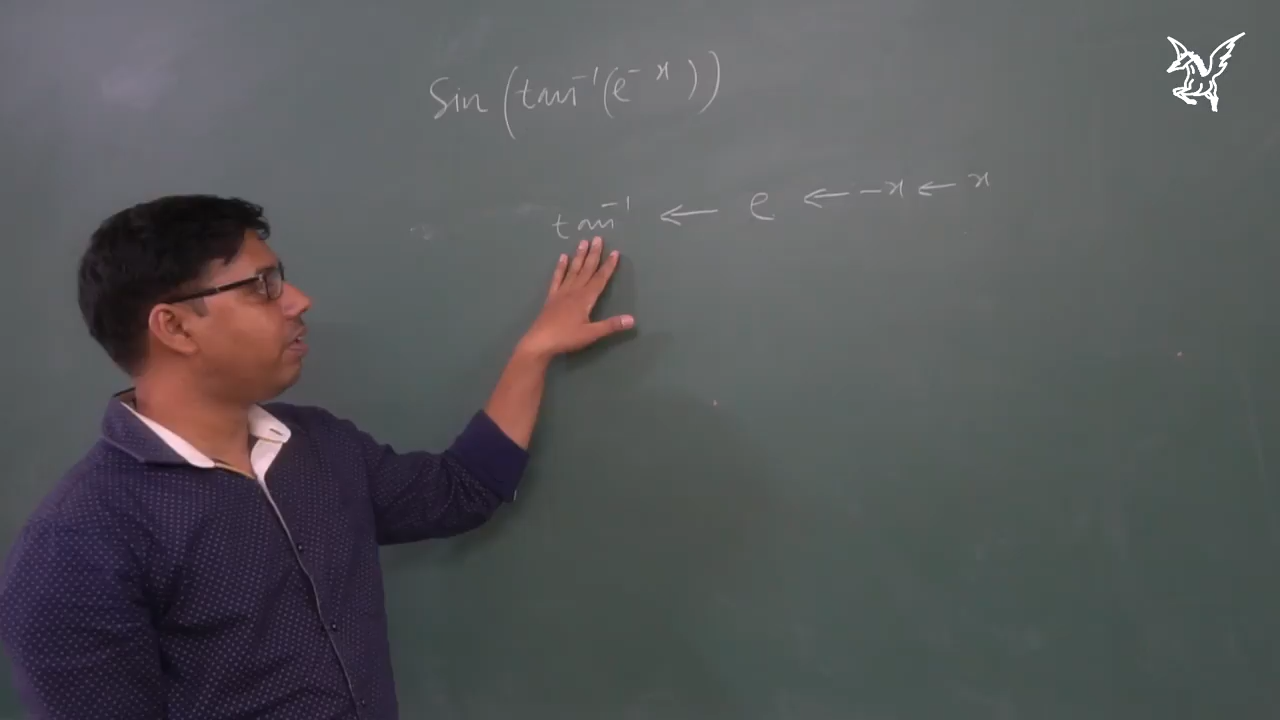 Sin(tan⁻¹(e⁻ˣ))
tan⁻¹ ← e ← -x ← x